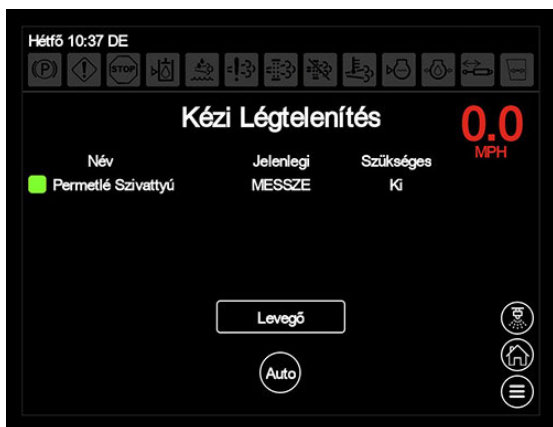 Hétfő 10:37 DE
(P) STOP
Kézi Légtelenítés
0.0
MPH
Név Jelenlegi Szükséges
Permetlé Szivattyú MESSZE Ki
Levegő
Auto